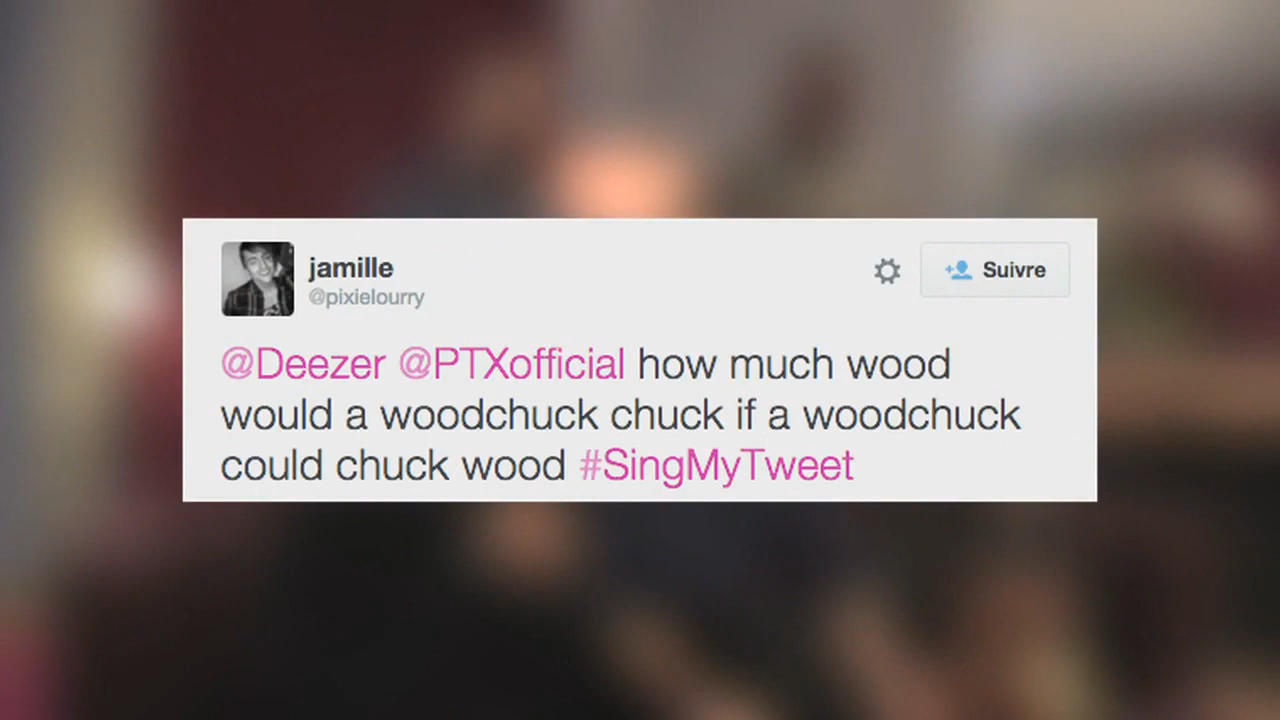 jamille
@pixielourry
Suivre
@Deezer @PTXofficial how much wood
would a woodchuck chuck if a woodchuck
could chuck wood #SingMyTweet